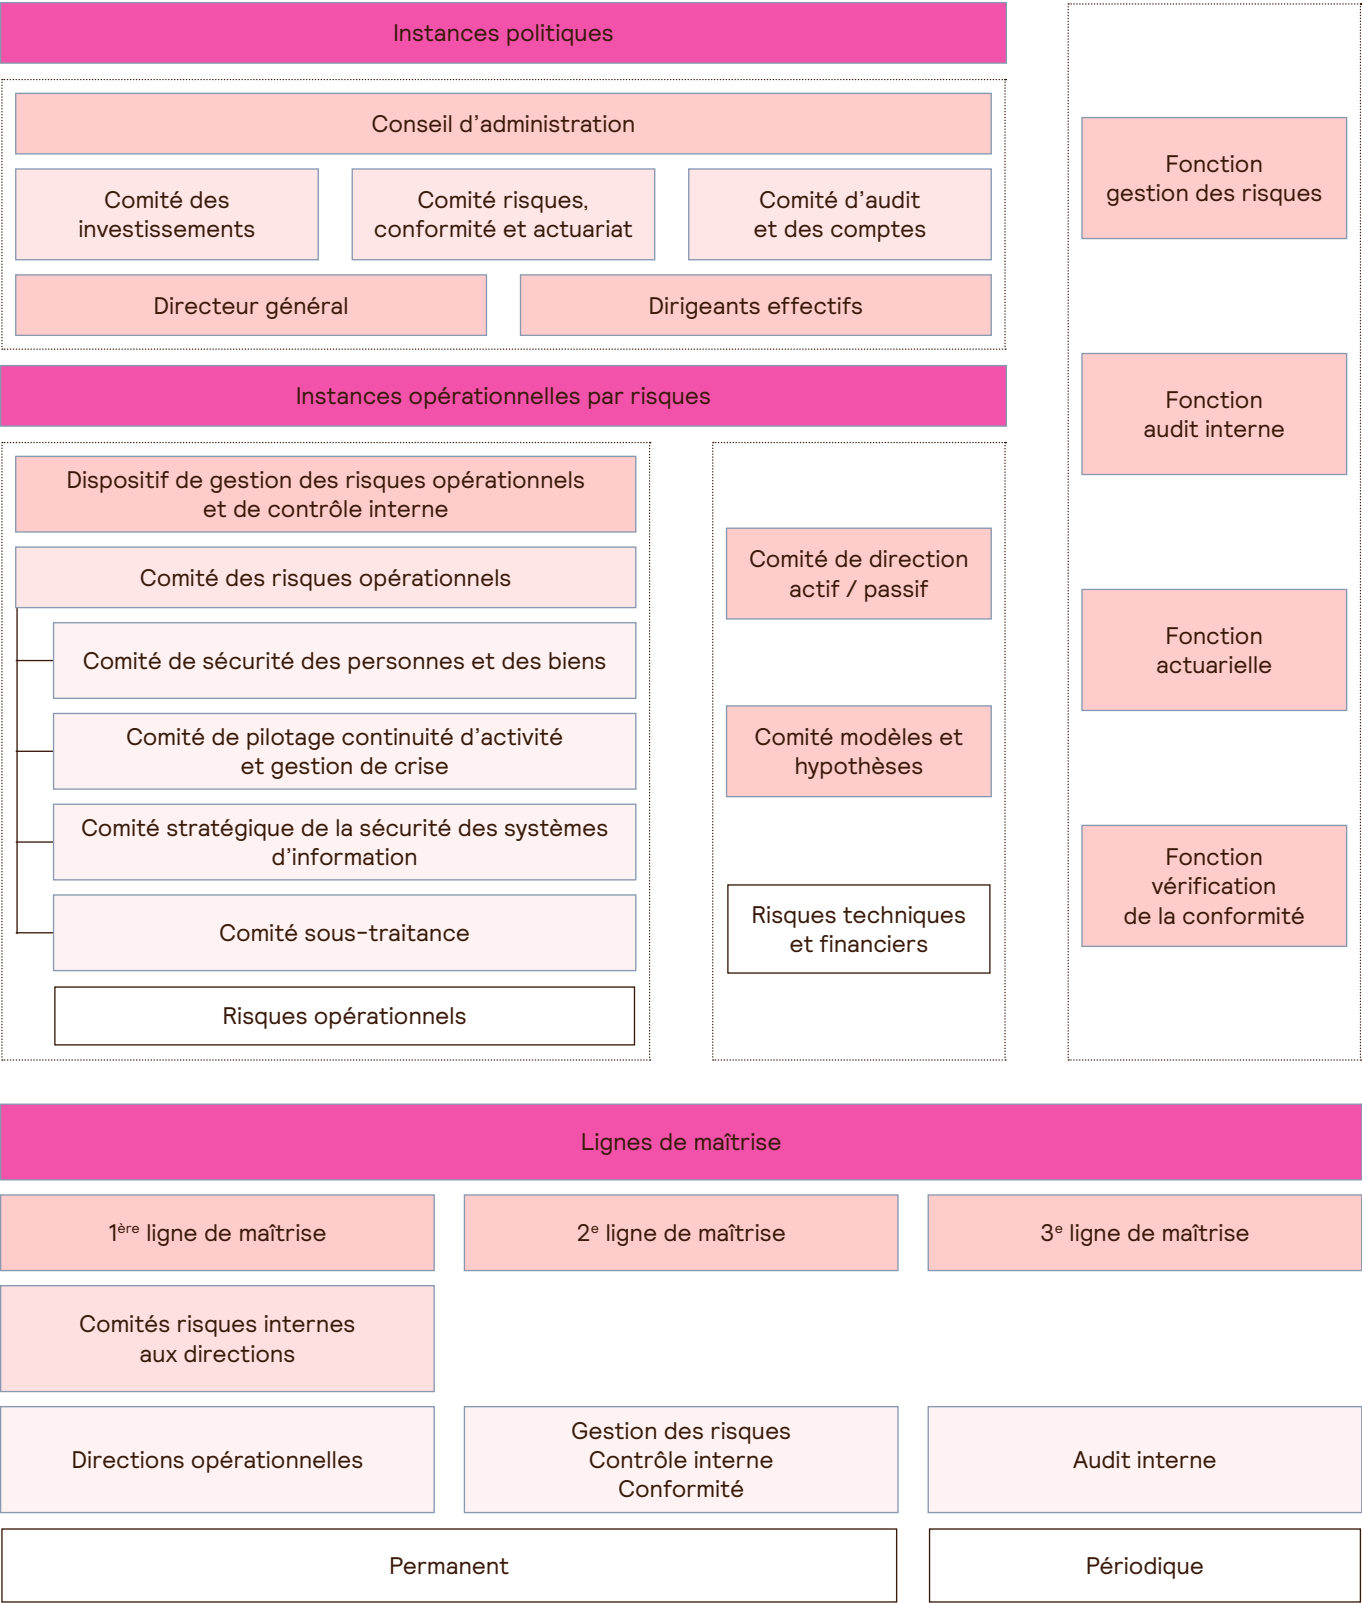 Instances politiques
Conseil d’administration
Comité des
investissements
Comité risques,
conformité et actuariat
Comité d’audit
et des comptes
Directeur général
Dirigeants effectifs
Instances opérationnelles par risques
Dispositif de gestion des risques opérationnels
et de contrôle interne
Comité des risques opérationnels
Comité de sécurité des personnes et des biens
Comité de pilotage continuité d’activité
et gestion de crise
Comité stratégique de la sécurité des systèmes
d’information
Comité sous-traitance
Risques opérationnels
Comité de direction
actif / passif
Comité modèles et
hypothèses
Risques techniques
et financiers
Fonction
gestion des risques
Fonction
audit interne
Fonction
actuarielle
Fonction
vérification
de la conformité
Lignes de maîtrise
1ère ligne de maîtrise
2e ligne de maîtrise
3e ligne de maîtrise
Comités risques internes
aux directions
Directions opérationnelles
Gestion des risques
Contrôle interne
Conformité
Audit interne
Permanent
Périodique